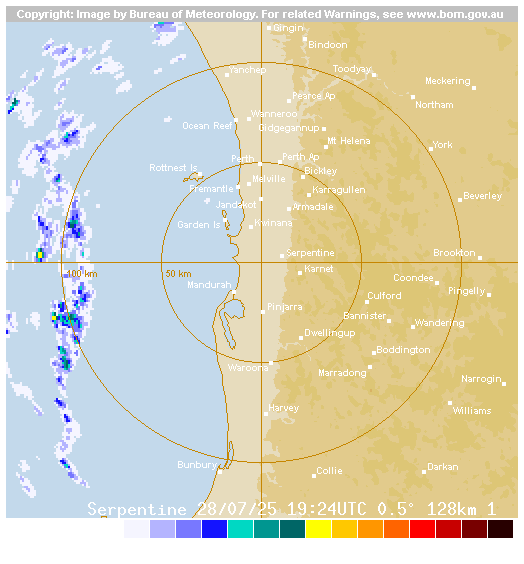 Copyright: Image by Bureau of Meteorology. For related Warnings, see www.bom.gov.au
Gingin
Bindoon
Yanchep
Toodyay
Meckering
Pearce Ap
Northam
Wanneroo
Ocean Reef
Gidgegannup
Mt Helena
York
Perth
Perth Ap
Rottnest Is
Bickley
Melville
Fremantle
Karragullen
Beverley
Jandakot
Armadale
Garden Is
Kwinana
Serpentine
Brookton
100 km
50 km
Karnet
Mandurah
Coondee
Pingelly
Culford
Pinjarra
Bannister
Wandering
Dwellingup
Boddington
Waroona
Marradong
Narrogin
Harvey
Williams
Bunbury
Collie
Darkan
Serpentine 28/07/25 19:24UTC 0.5° 128km 1